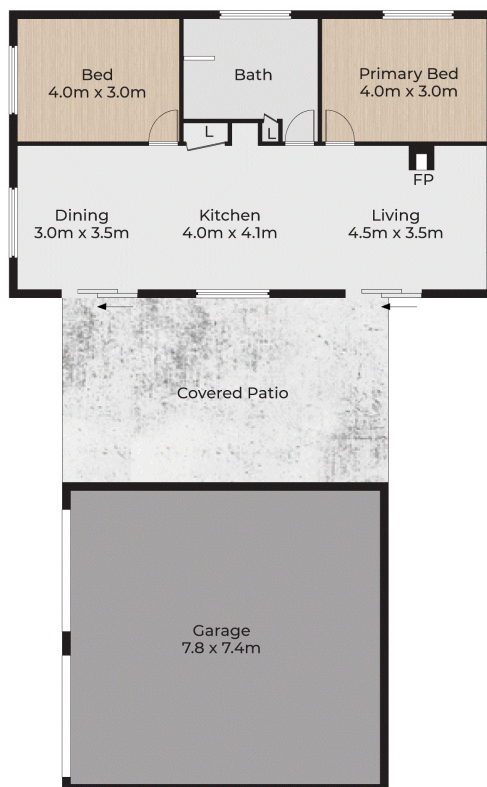 Bed
4.0m x 3.0m
Bath
Primary Bed
4.0m x 3.0m
L
L
FP
Dining
3.0m x 3.5m
Kitchen
4.0m x 4.1m
Living
4.5m x 3.5m
Covered Patio
Garage
7.8 x 7.4m